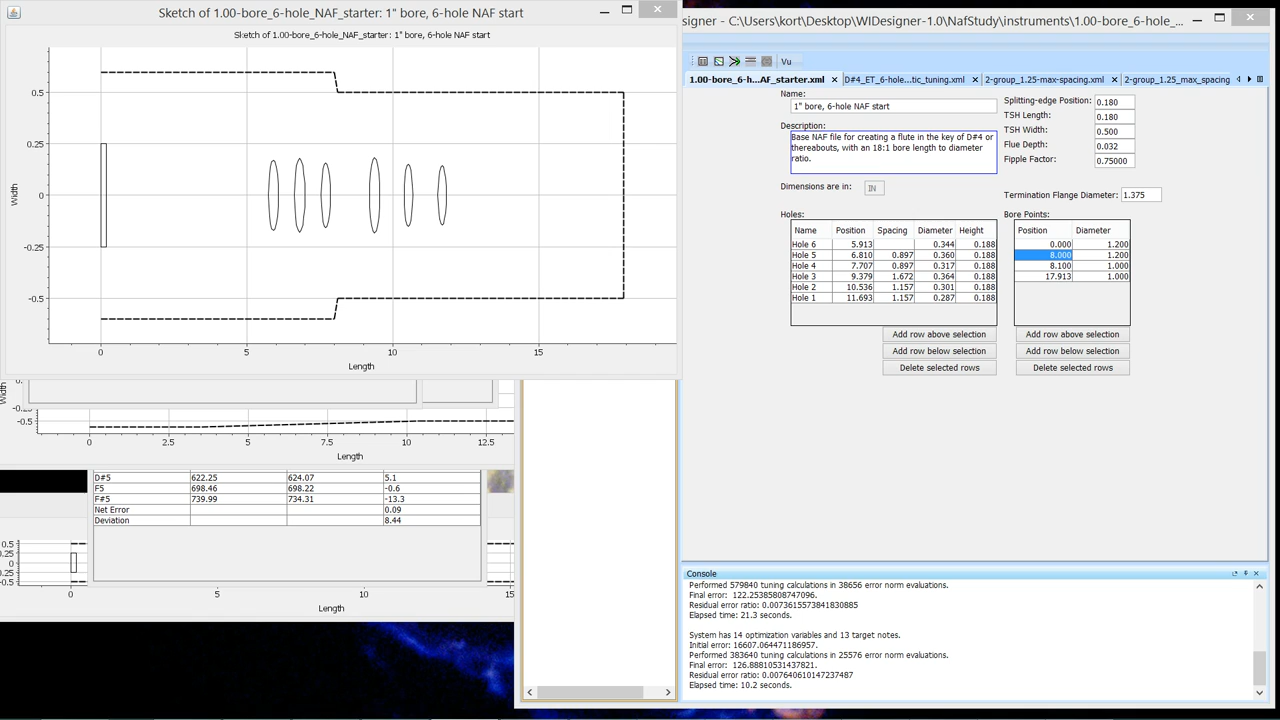 Sketch of 1.00-bore_6-hole_NAF_starter: 1" bore, 6-hole NAF start
Sketch of 1.00-bore_6-hole_NAF_starter: 1" bore, 6-hole NAF start
0.5
0.25
0
-0.25
-0.5
Width
0 5 10 15
Length
Width
-0.25
-0.5
0 2.5 5 7.5 10 12.5
Length
D#5 622.25 624.07 5.1
F5 698.46 698.22 -0.6
F#5 739.99 734.31 -13.3
Net Error 0.09
Deviation 8.44
0.5
0.25
0
-0.25
-0.5
0 5 10 15
Length
signer - C:\Users\kort\Desktop\WIDesigner-1.0\NafStudy\instruments\1.00-bore_6-hole_...
Vu
1.00-bore_6-h...AF_starter.xml
D#4_ET_6-hole...tic_tuning.xml
2-group_1.25-max-spacing.xml
2-group_1.25_max_spacing
Name:
1" bore, 6-hole NAF start
Description:
Base NAF file for creating a flute in the key of D#4 or
thereabouts, with an 18:1 bore length to diameter
ratio.
Dimensions are in: IN
Splitting-edge Position: 0.180
TSH Length: 0.180
TSH Width: 0.500
Flue Depth: 0.032
Fipple Factor: 0.75000
Termination Flange Diameter: 1.375
Holes:
Name Position Spacing Diameter Height
Hole 6 5.913 0.344 0.188
Hole 5 6.810 0.897 0.360 0.188
Hole 4 7.707 0.897 0.317 0.188
Hole 3 9.379 1.672 0.364 0.188
Hole 2 10.536 1.157 0.301 0.188
Hole 1 11.693 1.157 0.287 0.188
Add row above selection
Add row below selection
Delete selected rows
Bore Points:
Position Diameter
0.000 1.200
8.000 1.200
8.100 1.000
17.913 1.000
Add row above selection
Add row below selection
Delete selected rows
Console
Performed 579840 tuning calculations in 38656 error norm evaluations.
Final error: 122.25385808747096.
Residual error ratio: 0.0073615573841830885
Elapsed time: 21.3 seconds.
System has 14 optimization variables and 13 target notes.
Initial error: 16607.064471186957.
Performed 383640 tuning calculations in 25576 error norm evaluations.
Final error: 126.88810531437821.
Residual error ratio: 0.007640610147237487
Elapsed time: 10.2 seconds.